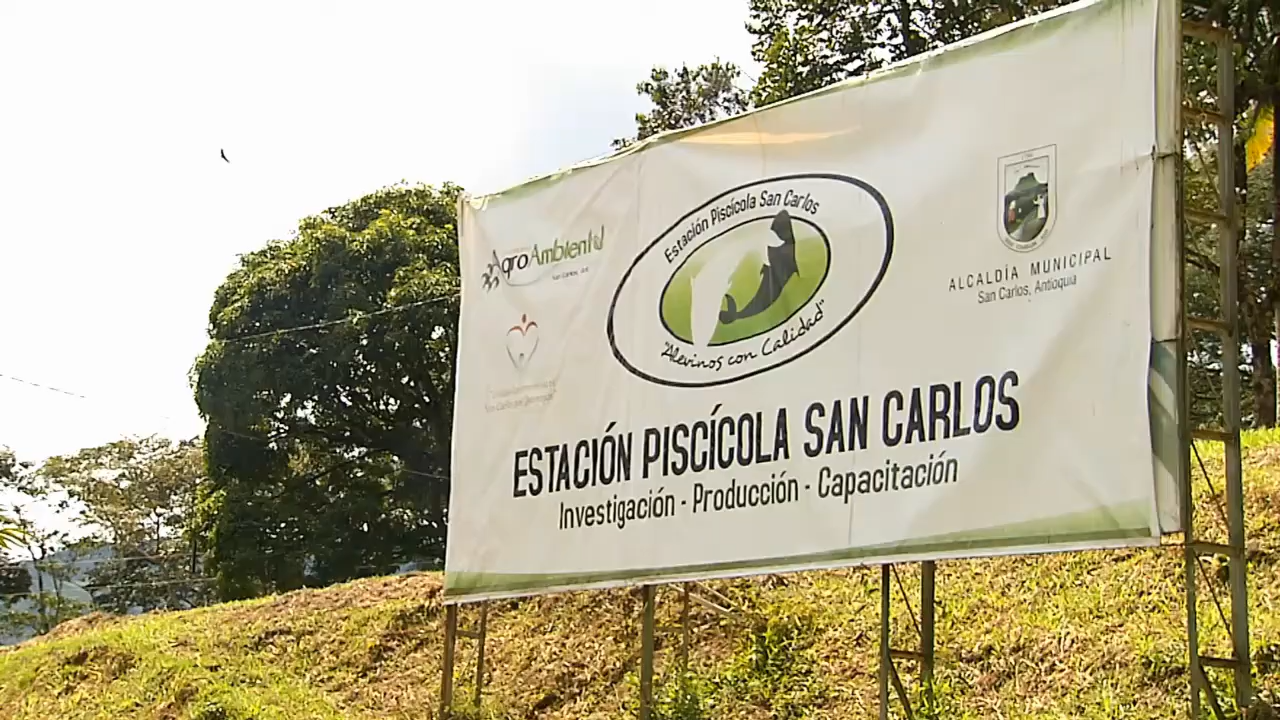 AgroAmbiental
San Carlos, Ant.
Estación Piscícola San Carlos
"Alevinos con Calidad"
ALCALDÍA MUNICIPAL
San Carlos, Antioquia
ESTACIÓN PISCÍCOLA SAN CARLOS
Investigación - Producción - Capacitación